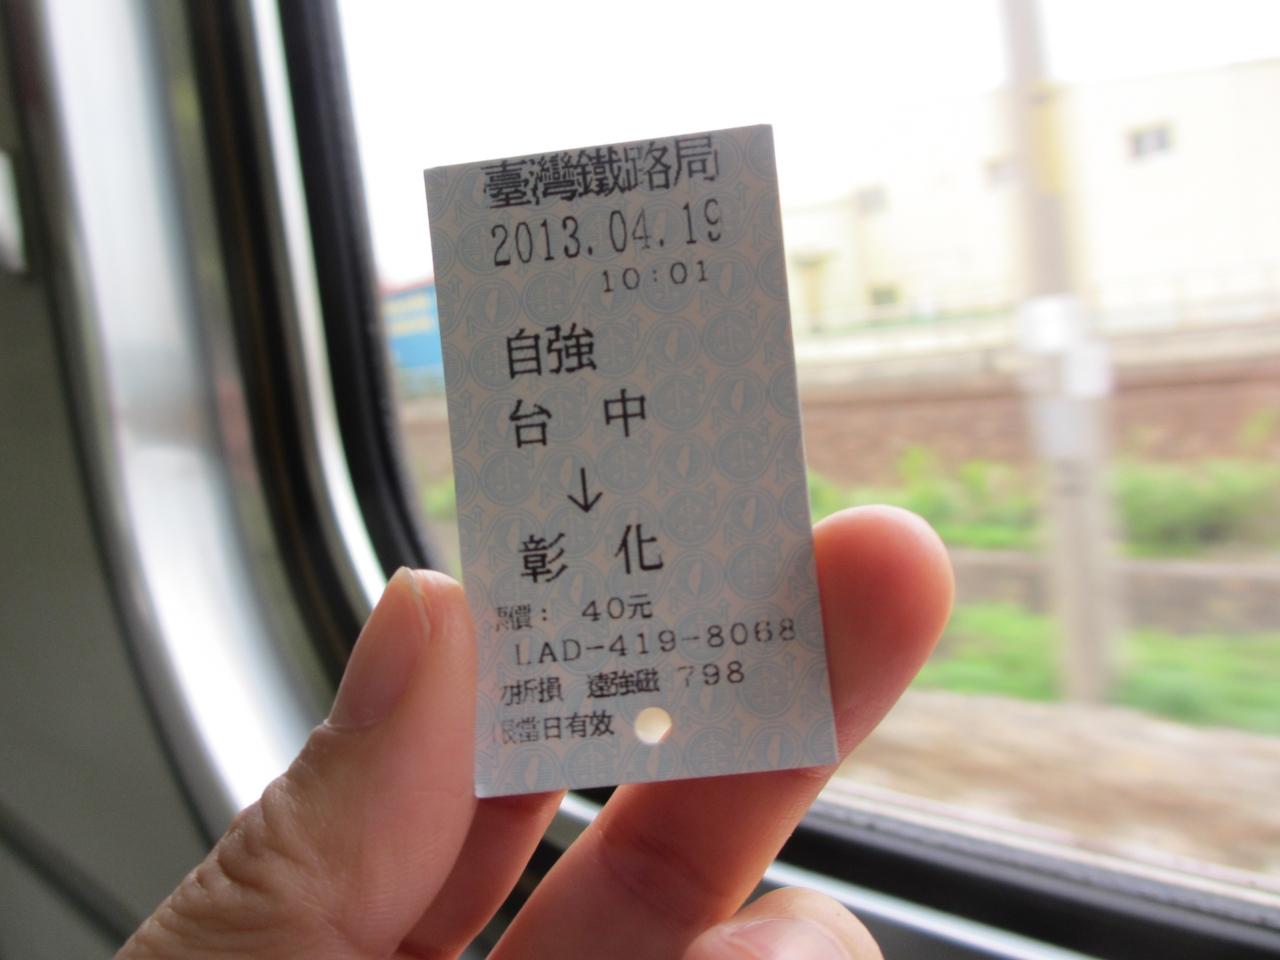 臺灣鐵路局
2013.04.19
10:01
自強
台 中
↓
彰 化
票價: 40元
LAD-419-8068
勿折損 遠強磁 798
限當日有效